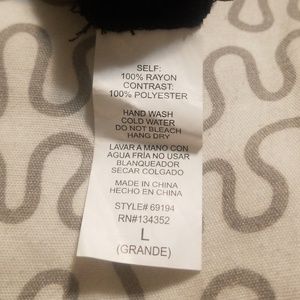 SELF:
100% RAYON
CONTRAST:
100% POLYESTER
HAND WASH
COLD WATER
DO NOT BLEACH
HANG DRY
LAVAR A MANO CON
AGUA FRÍA NO USAR
BLANQUEADOR
SECAR COLGADO
MADE IN CHINA
HECHO EN CHINA
STYLE# 69194
RN#134352
L
(GRANDE)